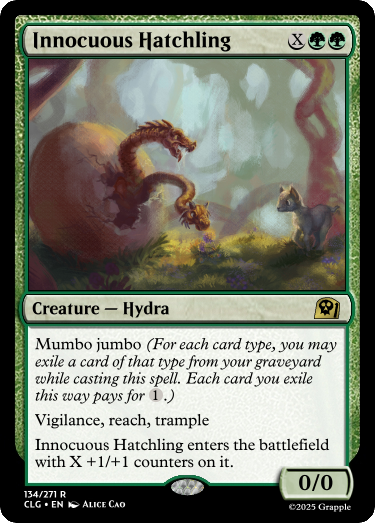 Innocuous Hatchling X
Creature — Hydra
Mumbo jumbo (For each card type, you may
exile a card of that type from your graveyard
while casting this spell. Each card you exile
this way pays for 1.)
Vigilance, reach, trample
Innocuous Hatchling enters the battlefield
with X +1/+1 counters on it.
0/0
134/271 R
CLG • EN Alice Cao
©2025 Grapple